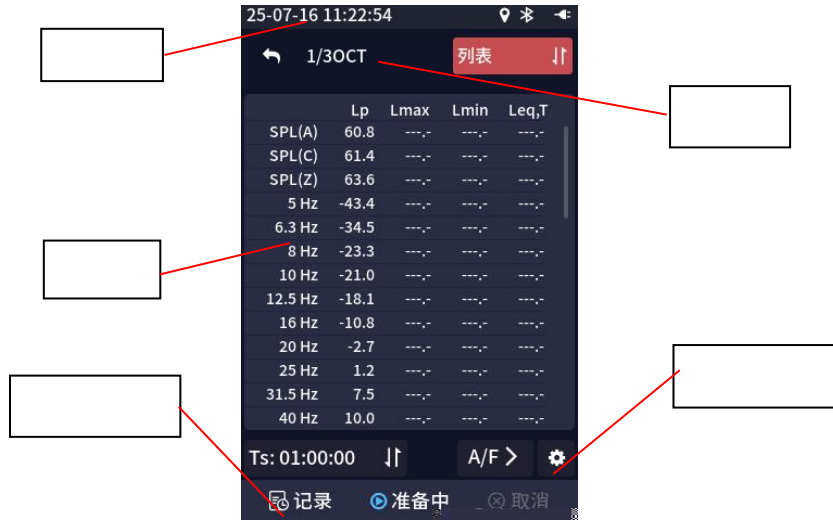 25-07-16 11:22:54
1/3OCT 列表
Lp Lmax Lmin Leq,T
SPL(A) 60.8 ---.- ---.- ---.-
SPL(C) 61.4 ---.- ---.- ---.-
SPL(Z) 63.6 ---.- ---.- ---.-
5 Hz -43.4 ---.- ---.- ---.-
6.3 Hz -34.5 ---.- ---.- ---.-
8 Hz -23.3 ---.- ---.- ---.-
10 Hz -21.0 ---.- ---.- ---.-
12.5 Hz -18.1 ---.- ---.- ---.-
16 Hz -10.8 ---.- ---.- ---.-
20 Hz -2.7 ---.- ---.- ---.-
25 Hz 1.2 ---.- ---.- ---.-
31.5 Hz 7.5 ---.- ---.- ---.-
40 Hz 10.0 ---.- ---.- ---.-
Ts: 01:00:00 A/F
记录 准备中 取消